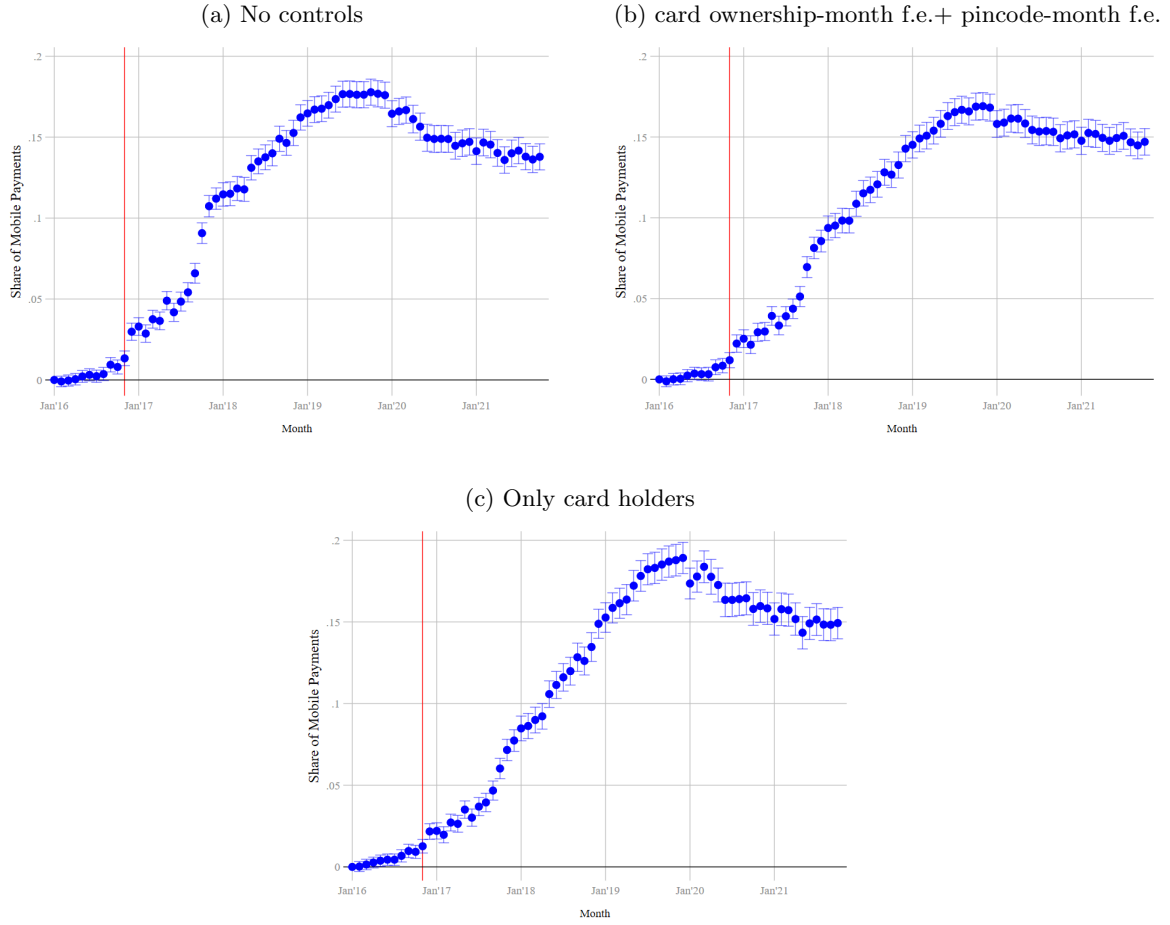 (a) No controls
.2
.15
.1
.05
0
Share of Mobile Payments
Jan'16 Jan'17 Jan'18 Jan'19 Jan'20 Jan'21
Month
(b) card ownership-month f.e.+ pincode-month f.e.
.2
.15
.1
.05
0
Share of Mobile Payments
Jan'16 Jan'17 Jan'18 Jan'19 Jan'20 Jan'21
Month
(c) Only card holders
.2
.15
.1
.05
0
Share of Mobile Payments
Jan'16 Jan'17 Jan'18 Jan'19 Jan'20 Jan'21
Month